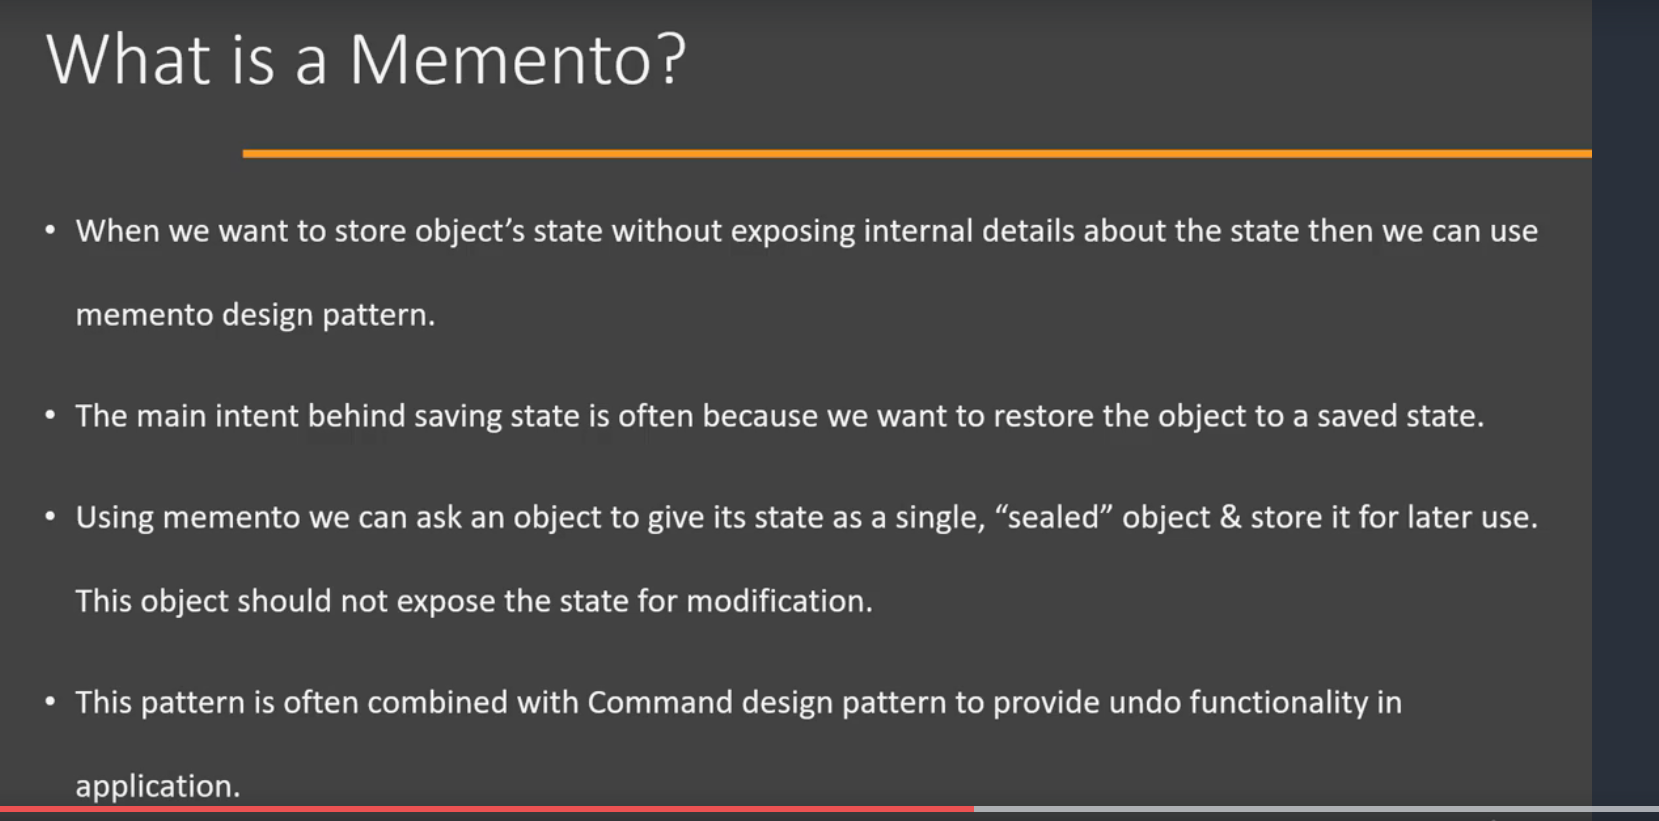 What is a Memento?
• When we want to store object’s state without exposing internal details about the state then we can use
memento design pattern.
• The main intent behind saving state is often because we want to restore the object to a saved state.
• Using memento we can ask an object to give its state as a single, “sealed” object & store it for later use.
This object should not expose the state for modification.
• This pattern is often combined with Command design pattern to provide undo functionality in
application.